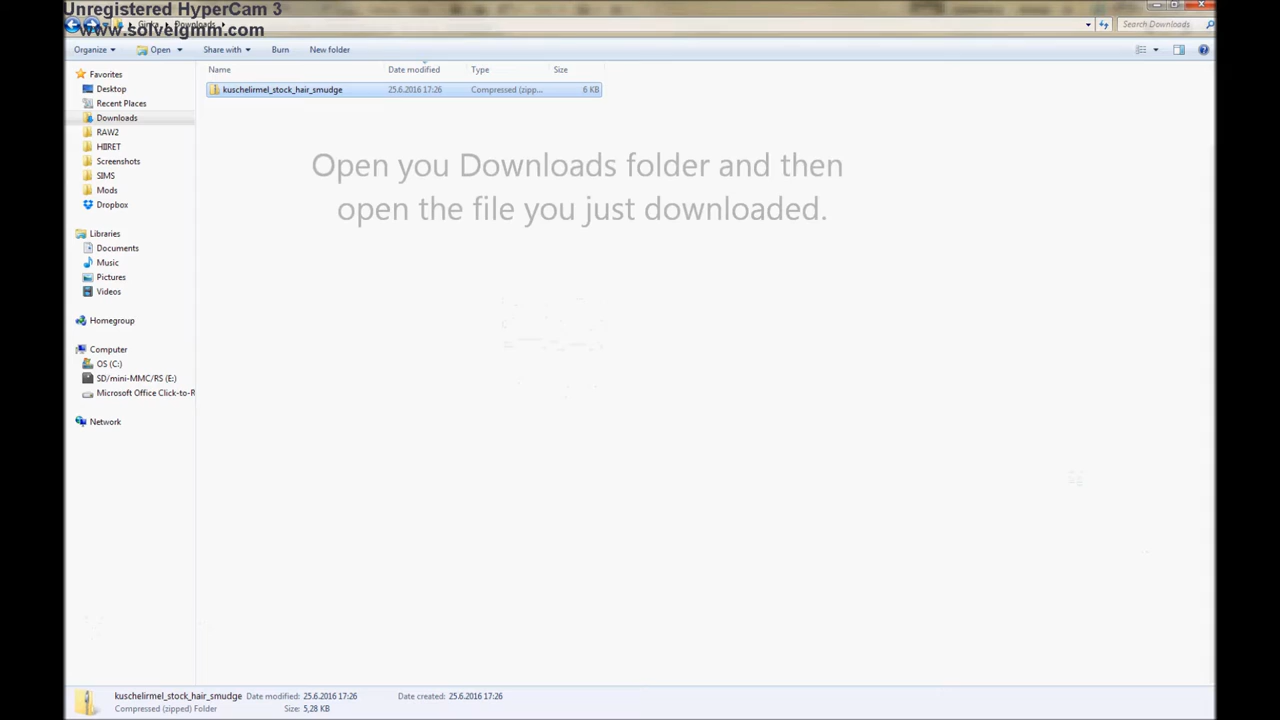 Unregistered HyperCam 3
Ginka Downloads Search Downloads
www.solveigmm.com
Organize Open Share with Burn New folder
Favorites
Desktop
Recent Places
Downloads
RAW2
HIIRET
Screenshots
SIMS
Mods
Dropbox
Libraries
Documents
Music
Pictures
Videos
Homegroup
Computer
OS (C:)
SD/mini-MMC/RS (E:)
Microsoft Office Click-to-R
Network
Name Date modified Type Size
kuschelirmel_stock_hair_smudge 25.6.2016 17:26 Compressed (zipp... 6 KB
Open you Downloads folder and then
open the file you just downloaded.
kuschelirmel_stock_hair_smudge Date modified: 25.6.2016 17:26 Date created: 25.6.2016 17:26
Compressed (zipped) Folder Size: 5,28 KB